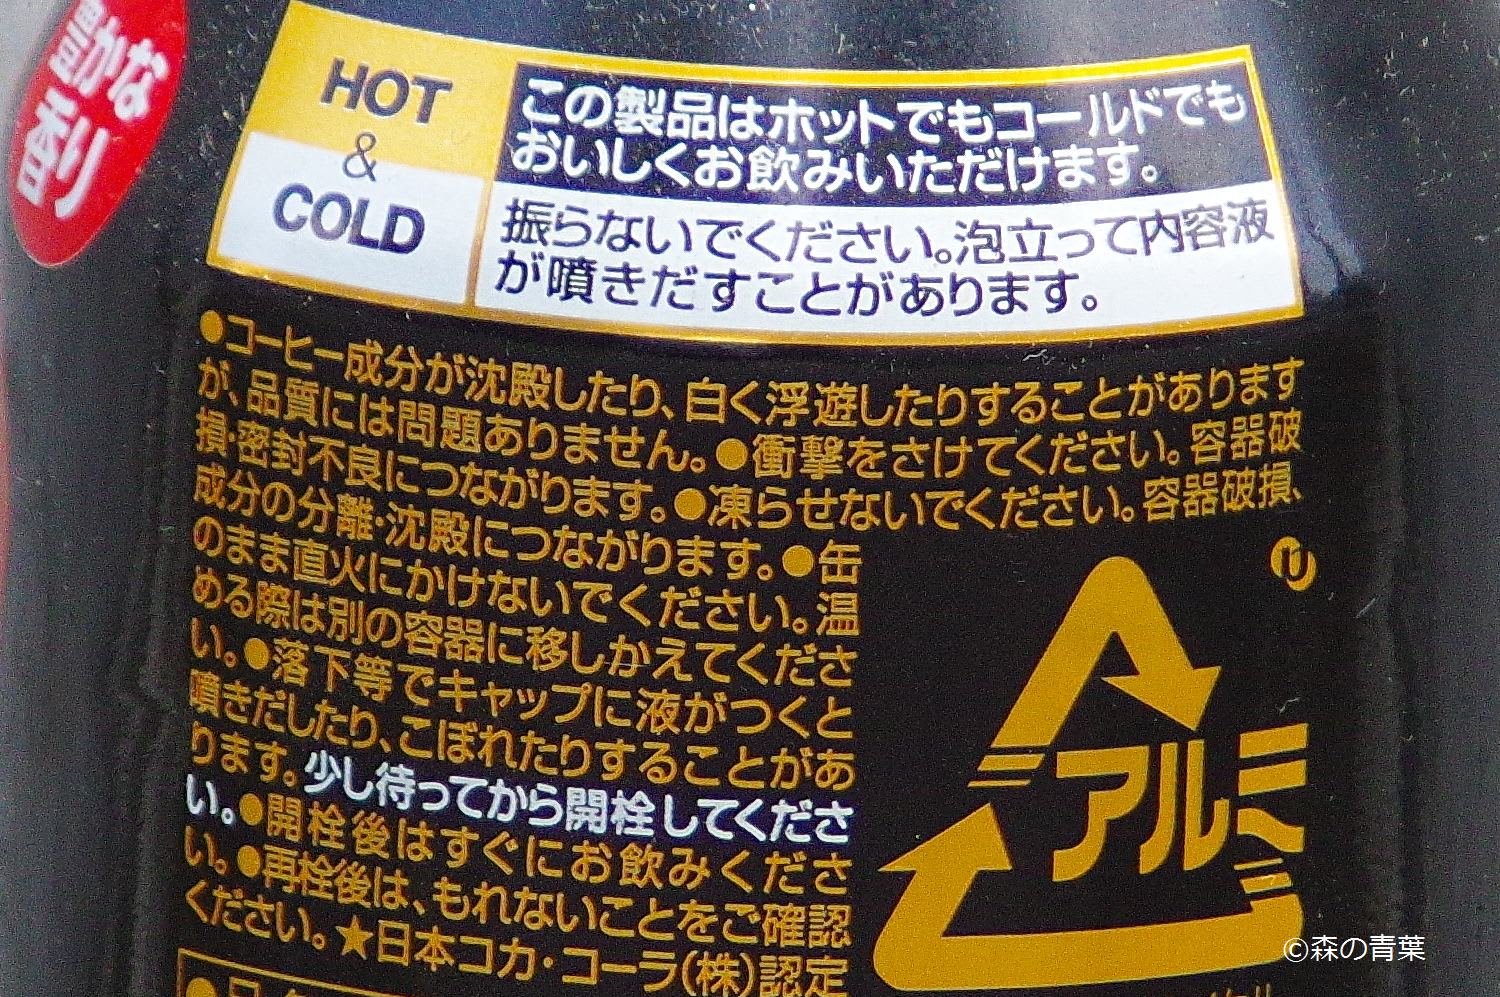 豊かな
香り
HOT
&
COLD
この製品はホットでもコールドでも
おいしくお飲みいただけます。
振らないでください。泡立って内容液
が噴きだすことがあります。
●コーヒー成分が沈殿したり、白く浮遊したりすることがあります
が、品質には問題ありません。●衝撃をさけてください。容器破
損・密封不良につながります。●凍らせないでください。容器破損、
成分の分離・沈殿につながります。●缶
のまま直火にかけないでください。温
める際は別の容器に移しかえてくださ
い。●落下等でキャップに液がつくと
噴きだしたり、こぼれたりすることがあ
ります。少し待ってから開栓してくださ
い。●開栓後はすぐにお飲みくださ
い。●再栓後は、もれないことをご確認
ください。★日本コカ・コーラ(株)認定
アルミ
©森の青葉